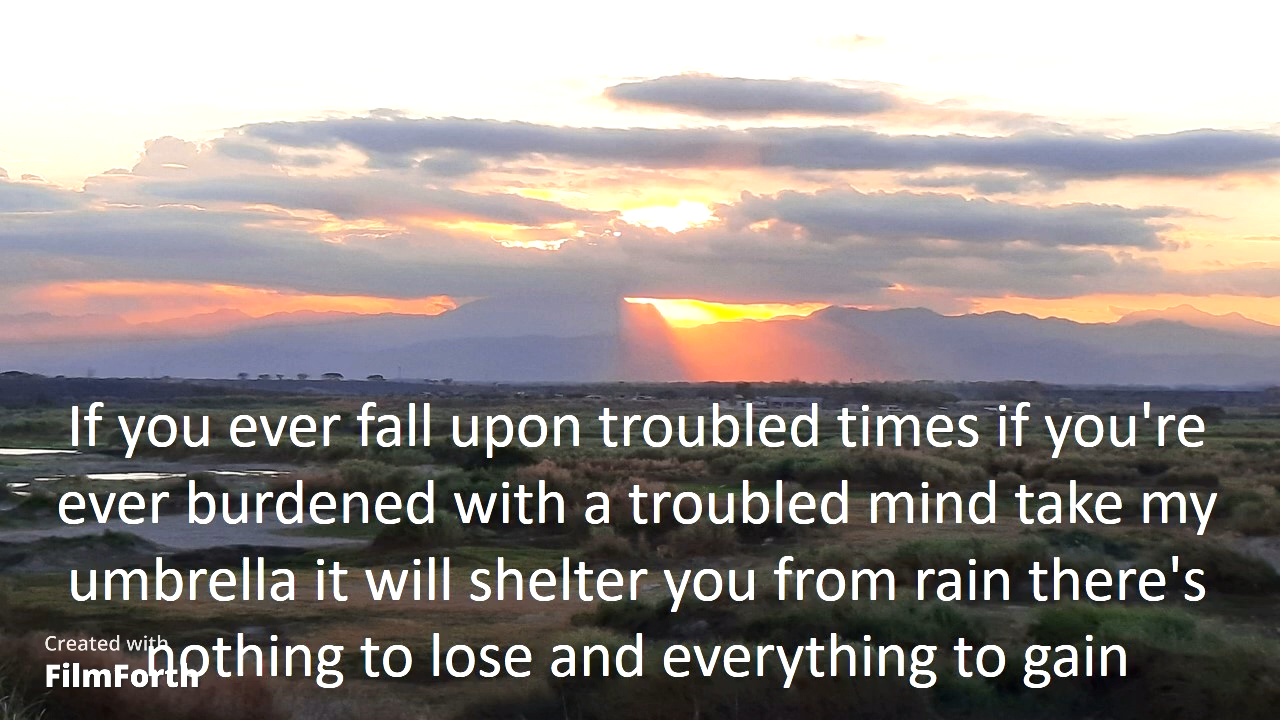 If you ever fall upon troubled times if you're
ever burdened with a troubled mind take my
umbrella it will shelter you from rain there's
nothing to lose and everything to gain
Created with
FilmForth